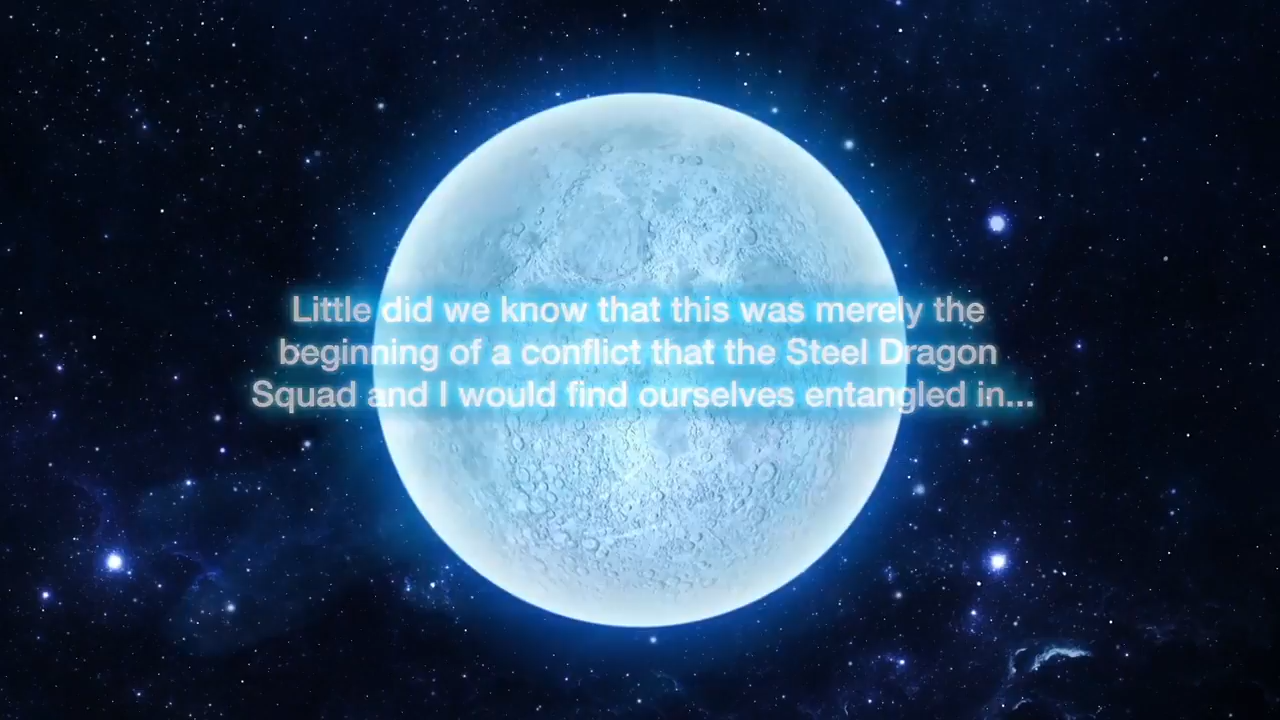 Little did we know that this was merely the
beginning of a conflict that the Steel Dragon
Squad and I would find ourselves entangled in...